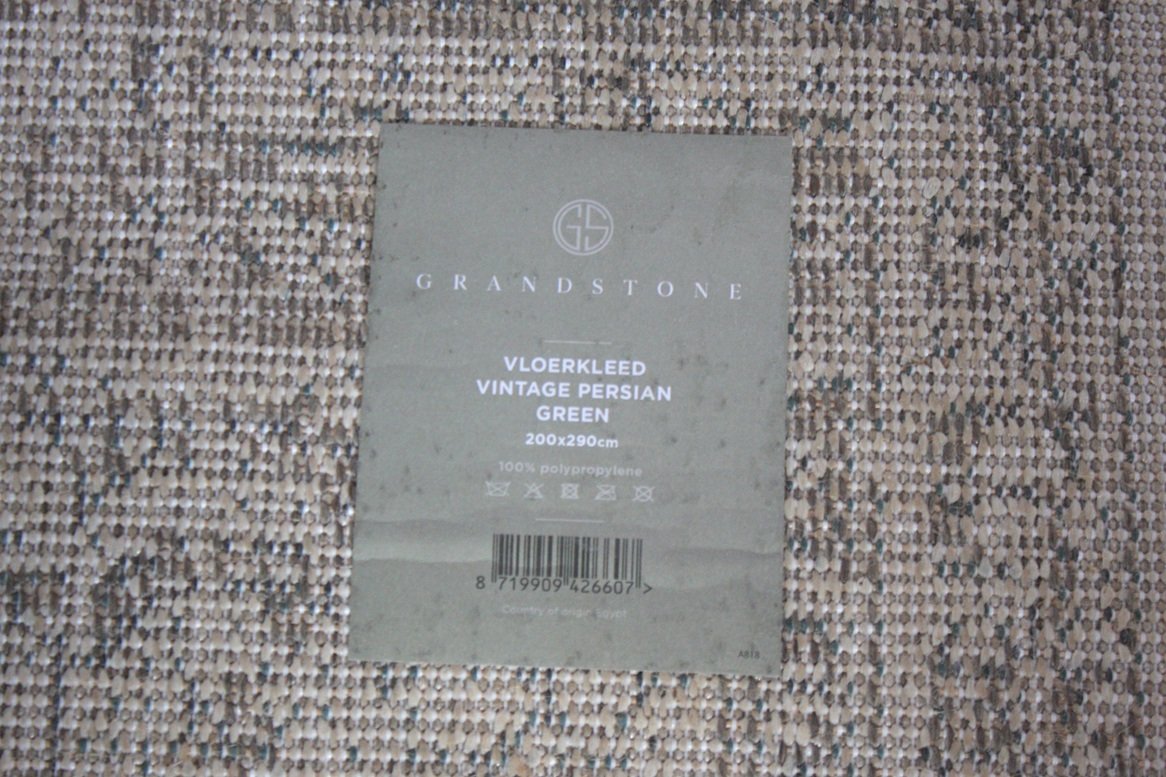 GS
GRANDSTONE
VLOERKLEED
VINTAGE PERSIAN
GREEN
200x290cm
100% polypropylene
8 719909 426607 >
Country of origin Egypt
A818